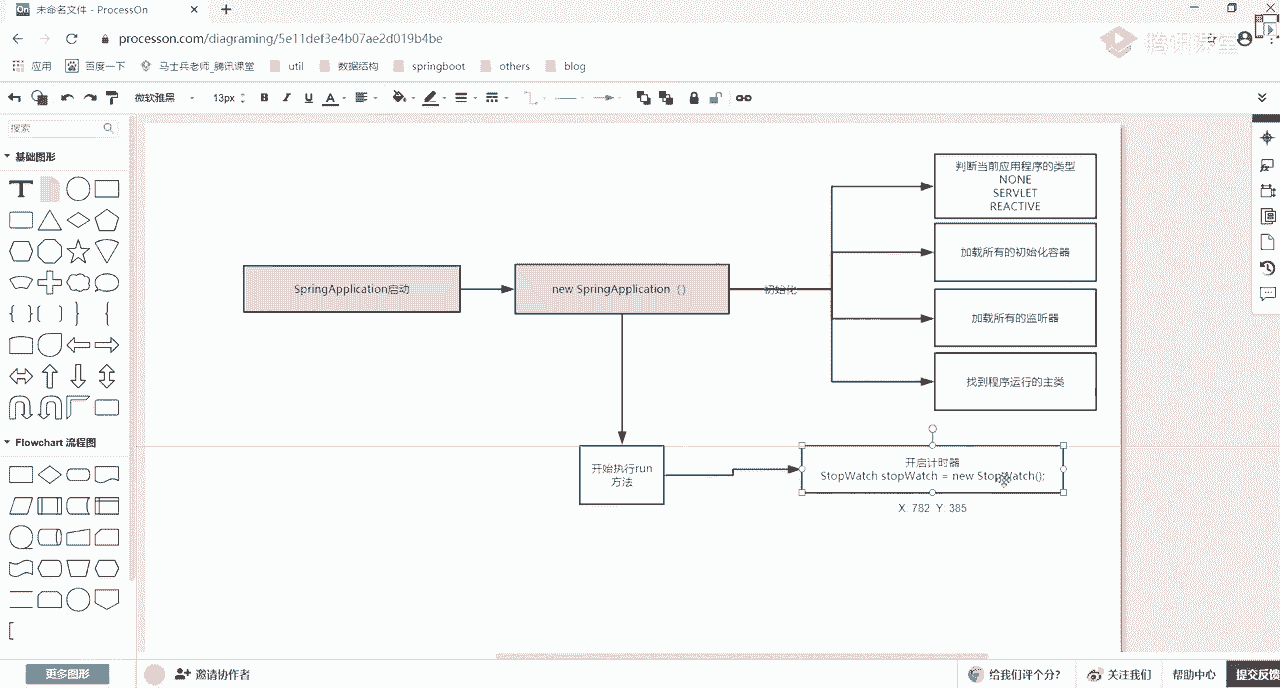 未命名文件 - ProcessOn
processon.com/diagraming/5e11def3e4b07ae2d019b4be
腾讯课堂
应用 百度一下 马士兵老师_腾讯课堂 util 数据结构 springboot others blog
微软雅黑 13px B I U A
搜索
基础图形
T
判断当前应用程序的类型
NONE
SERVLET
REACTIVE
加载所有的初始化容器
SpringApplication启动
new SpringApplication（）
初始化
加载所有的监听器
找到程序运行的主类
Flowchart 流程图
开始执行run
方法
开启计时器
StopWatch stopWatch = new StopWatch();
X: 782 Y: 385
更多图形
邀请协作者
给我们评个分?
关注我们
帮助中心
提交反馈